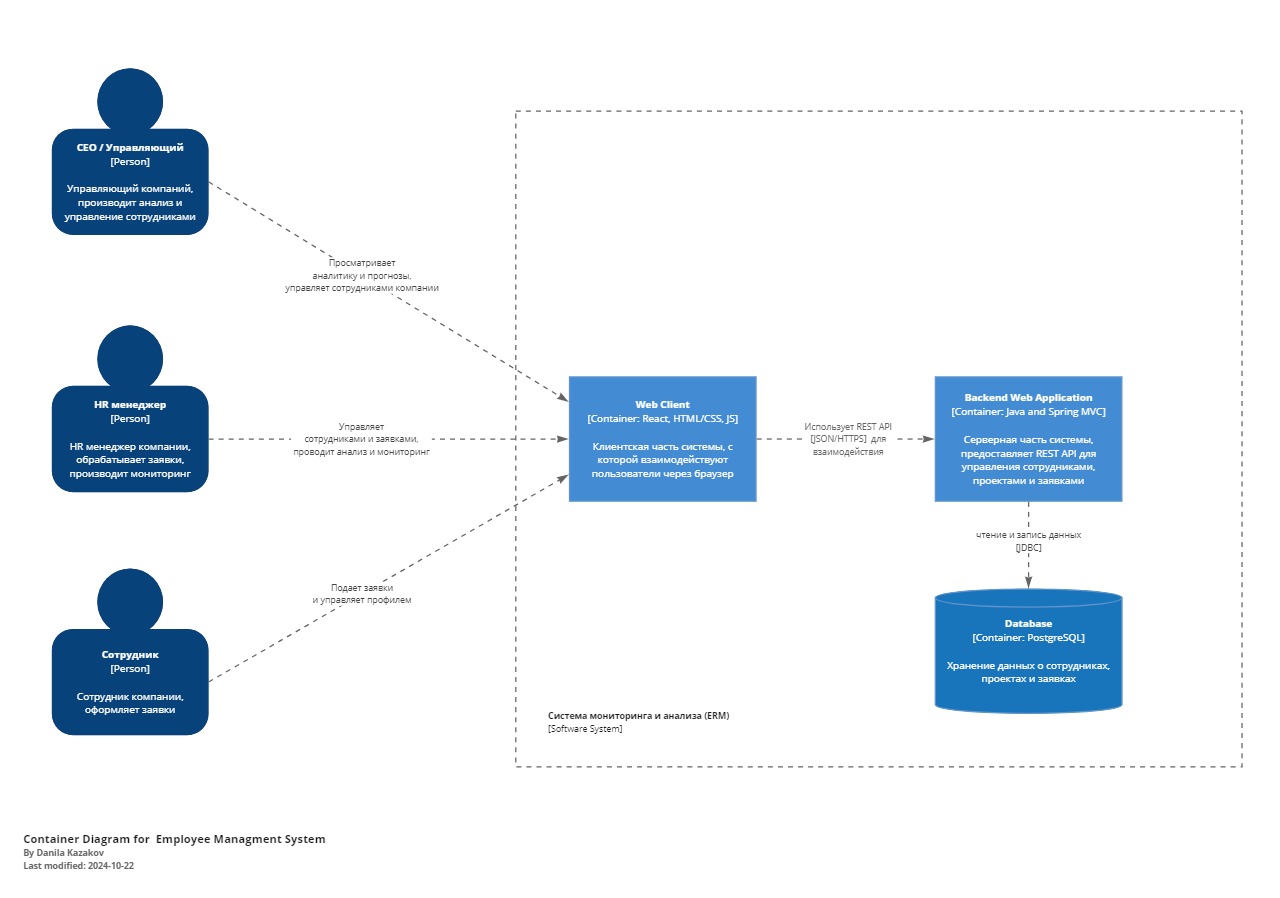 CEO / Управляющий
[Person]
Управляющий компаний,
производит анализ и
управление сотрудниками
Просматривает
аналитику и прогнозы,
управляет сотрудниками компании
HR менеджер
[Person]
HR менеджер компании,
обрабатывает заявки,
производит мониторинг
Управляет
сотрудниками и заявками,
проводит анализ и мониторинг
Web Client
[Container: React, HTML/CSS, JS]
Клиентская часть системы, с
которой взаимодействуют
пользователи через браузер
Использует REST API
[JSON/HTTPS] для
взаимодействия
Backend Web Application
[Container: Java and Spring MVC]
Серверная часть системы,
предоставляет REST API для
управления сотрудниками,
проектами и заявками
чтение и запись данных
[JDBC]
Подает заявки
и управляет профилем
Сотрудник
[Person]
Сотрудник компании,
оформляет заявки
Database
[Container: PostgreSQL]
Хранение данных о сотрудниках,
проектах и заявках
Система мониторинга и анализа (ERM)
[Software System]
Container Diagram for Employee Managment System
By Danila Kazakov
Last modified: 2024-10-22